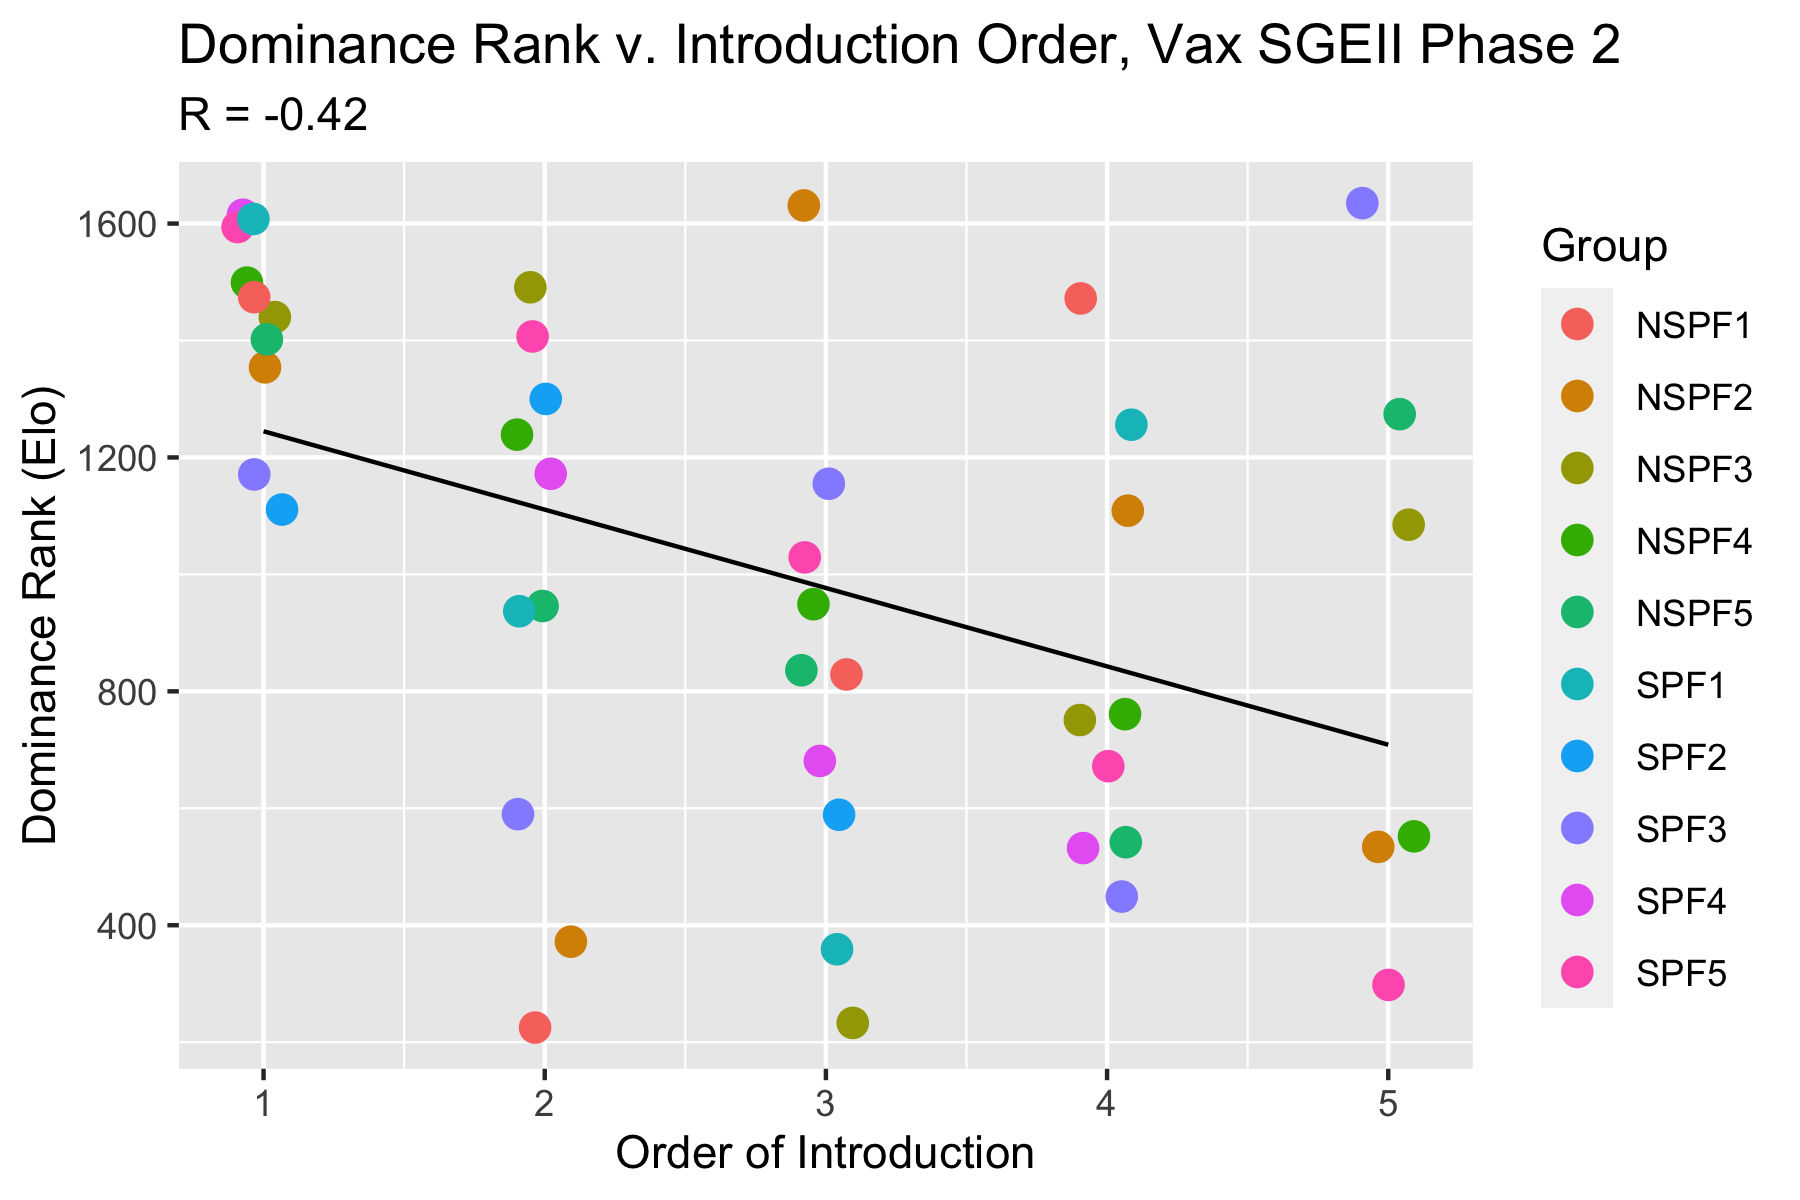 Dominance Rank v. Introduction Order, Vax SGEII Phase 2
R = -0.42
Dominance Rank (Elo)
1600
1200
800
400
1 2 3 4 5
Order of Introduction
Group
NSPF1
NSPF2
NSPF3
NSPF4
NSPF5
SPF1
SPF2
SPF3
SPF4
SPF5